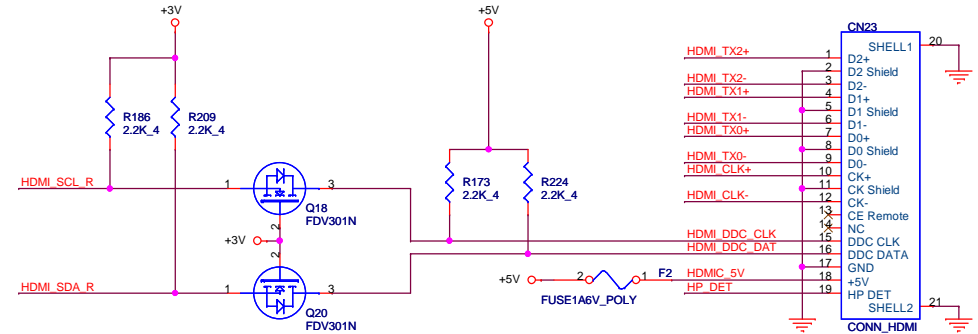 +3V
+5V
CN23
SHELL1
20
HDMI_TX2+
1
D2+
2
D2 Shield
HDMI_TX2-
3
D2-
HDMI_TX1+
4
D1+
R186
2.2K_4
R209
2.2K_4
5
D1 Shield
HDMI_TX1-
6
D1-
HDMI_TX0+
7
D0+
8
D0 Shield
HDMI_TX0-
9
D0-
HDMI_CLK+
10
CK+
HDMI_SCL_R
1
3
R173
2.2K_4
R224
2.2K_4
11
CK Shield
HDMI_CLK-
12
CK-
Q18
FDV301N
2
13
CE Remote
14
NC
+3V
HDMI_DDC_CLK
15
DDC CLK
2
HDMI_DDC_DAT
16
DDC DATA
17
GND
+5V
2
1
F2
HDMIC_5V
18
+5V
HDMI_SDA_R
1
3
HP_DET
19
HP DET
FUSE1A6V_POLY
SHELL2
21
Q20
FDV301N
CONN_HDMI